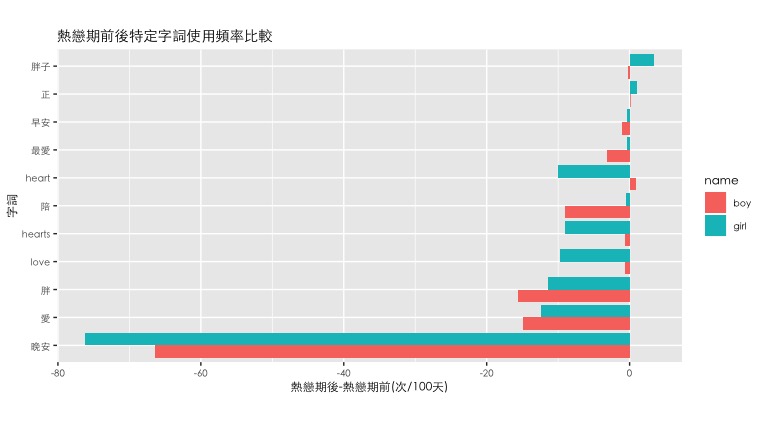 熱戀期前後特定字詞使用頻率比較
字詞
胖子
正
早安
最愛
heart
陪
hearts
love
胖
愛
晚安
-80 -60 -40 -20 0
熱戀期後-熱戀期前(次/100天)
name
boy
girl